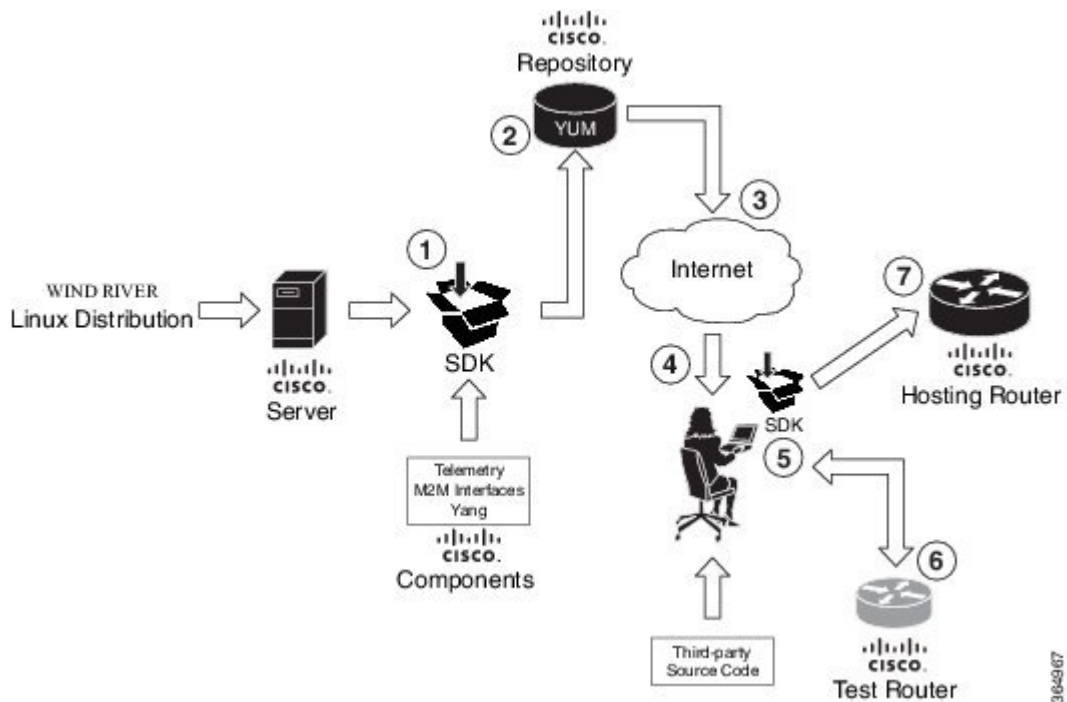 CISCO.
Repository
YUM
2
3
1
Internet
7
WIND RIVER
Linux Distribution
SDK
4
CISCO.
Server
CISCO.
Hosting Router
SDK
5
Telemetry
M2M Interfaces
Yang
CISCO.
Components
6
Third-party
Source Code
CISCO.
Test Router
364967